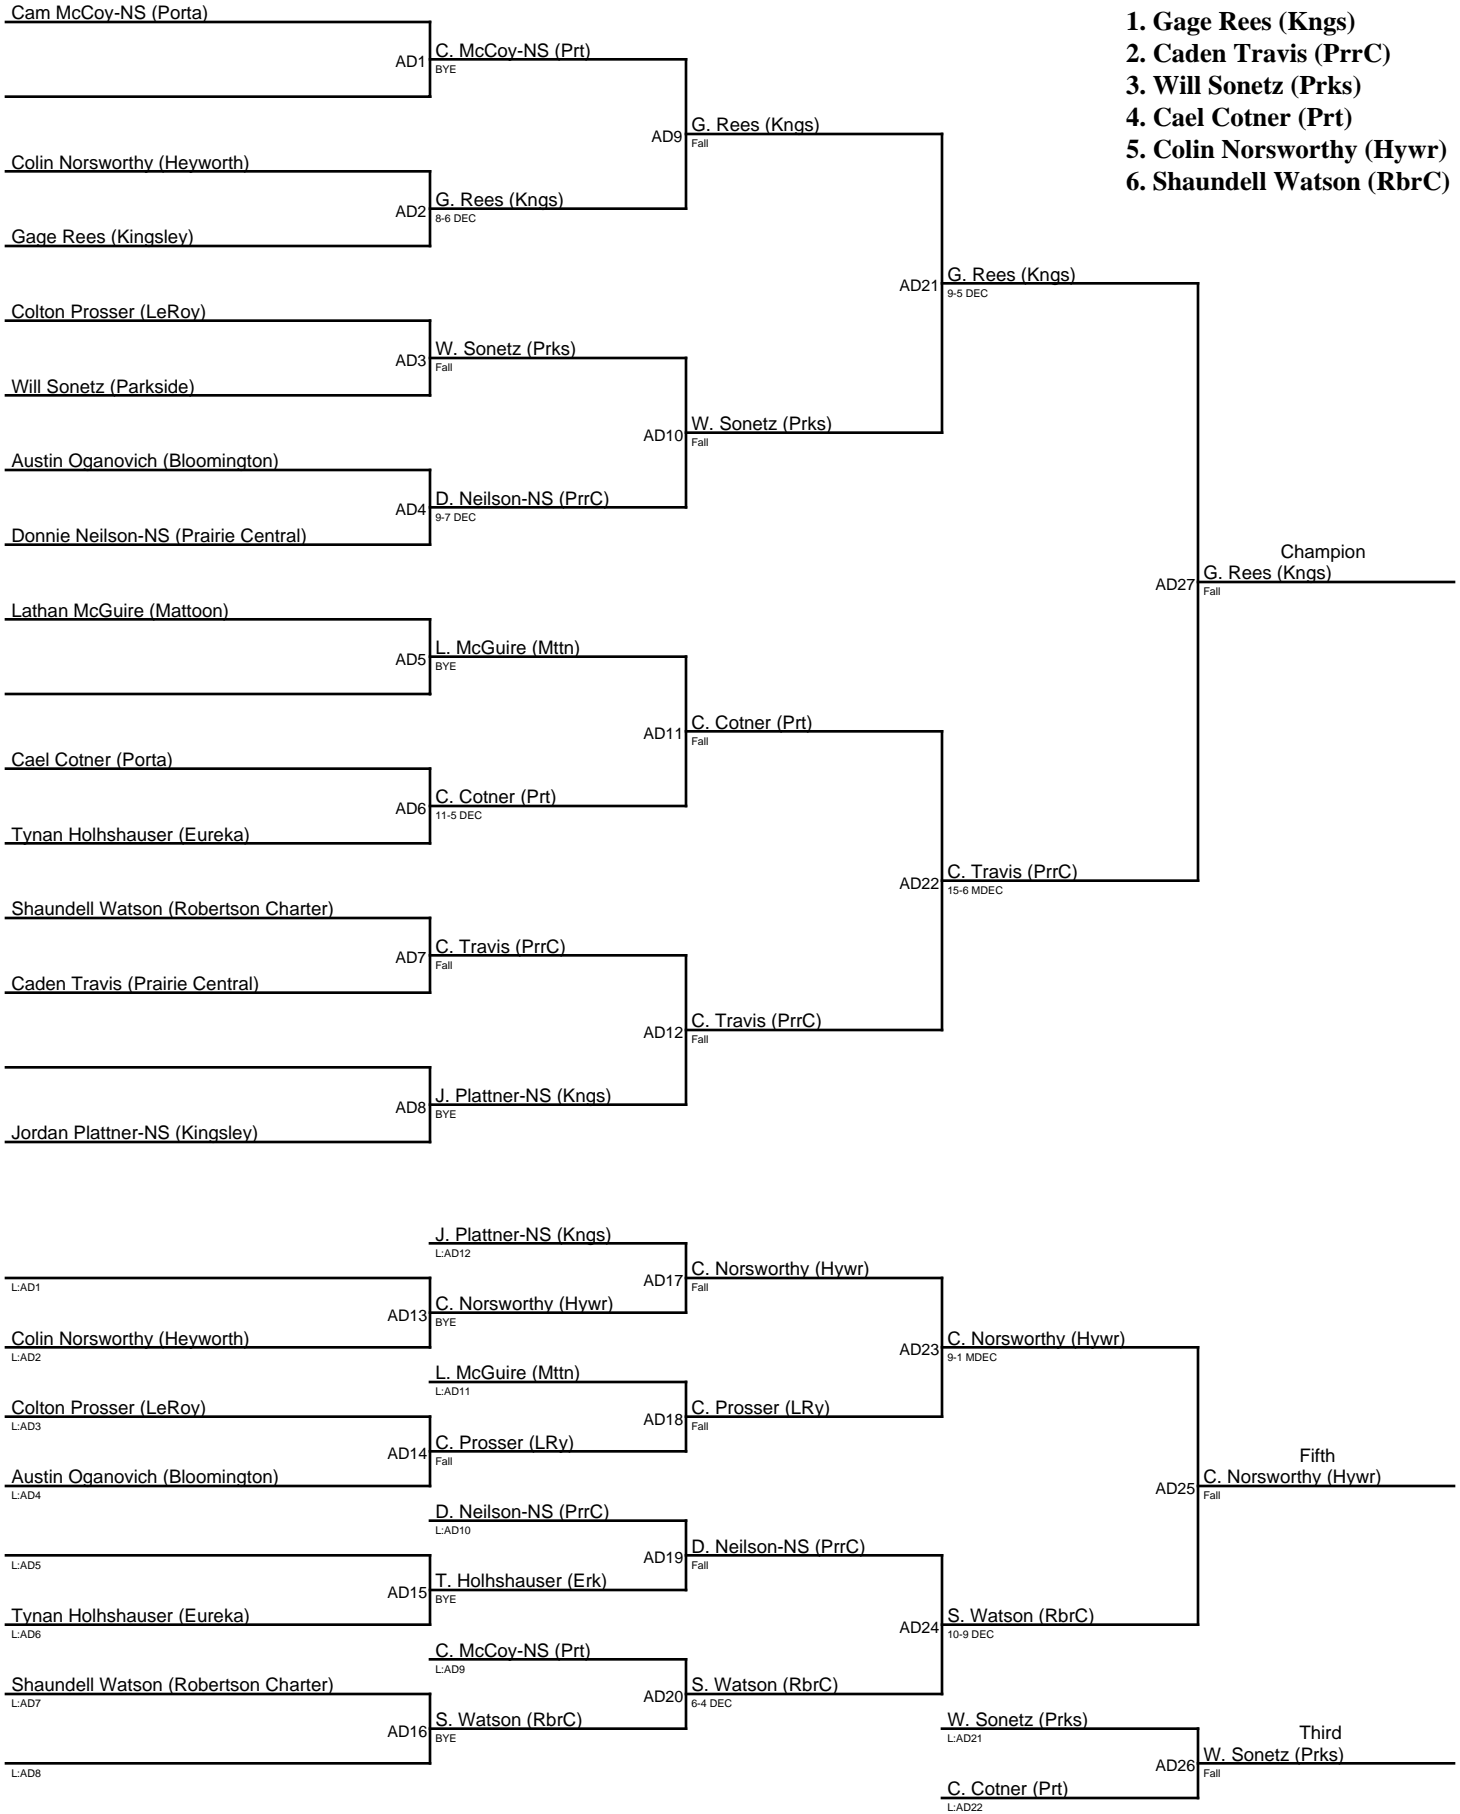 Cam McCoy-NS (Porta)
AD1
C. McCoy-NS (Prt)
BYE
AD9
G. Rees (Kngs)
Fall
Colin Norsworthy (Heyworth)
AD2
G. Rees (Kngs)
8-6 DEC
Gage Rees (Kingsley)
AD21
G. Rees (Kngs)
9-5 DEC
Colton Prosser (LeRoy)
AD3
W. Sonetz (Prks)
Fall
Will Sonetz (Parkside)
AD10
W. Sonetz (Prks)
Fall
Austin Oganovich (Bloomington)
AD4
D. Neilson-NS (PrrC)
9-7 DEC
Donnie Neilson-NS (Prairie Central)
Champion
AD27
G. Rees (Kngs)
Fall
Lathan McGuire (Mattoon)
AD5
L. McGuire (Mttn)
BYE
AD11
C. Cotner (Prt)
Fall
Cael Cotner (Porta)
AD6
C. Cotner (Prt)
11-5 DEC
Tynan Holhshauser (Eureka)
AD22
C. Travis (PrrC)
15-6 MDEC
Shaundell Watson (Robertson Charter)
AD7
C. Travis (PrrC)
Fall
Caden Travis (Prairie Central)
AD12
C. Travis (PrrC)
Fall
AD8
J. Plattner-NS (Kngs)
BYE
Jordan Plattner-NS (Kingsley)
1. Gage Rees (Kngs)
2. Caden Travis (PrrC)
3. Will Sonetz (Prks)
4. Cael Cotner (Prt)
5. Colin Norsworthy (Hywr)
6. Shaundell Watson (RbrC)
J. Plattner-NS (Kngs)
L:AD12
AD17
C. Norsworthy (Hywr)
Fall
L:AD1
AD13
C. Norsworthy (Hywr)
BYE
Colin Norsworthy (Heyworth)
L:AD2
AD23
C. Norsworthy (Hywr)
9-1 MDEC
L. McGuire (Mttn)
L:AD11
Colton Prosser (LeRoy)
L:AD3
AD18
C. Prosser (LRy)
Fall
AD14
C. Prosser (LRy)
Fall
Austin Oganovich (Bloomington)
L:AD4
Fifth
AD25
C. Norsworthy (Hywr)
Fall
D. Neilson-NS (PrrC)
L:AD10
L:AD5
AD19
D. Neilson-NS (PrrC)
Fall
AD15
T. Holhshauser (Erk)
BYE
Tynan Holhshauser (Eureka)
L:AD6
AD24
S. Watson (RbrC)
10-9 DEC
C. McCoy-NS (Prt)
L:AD9
Shaundell Watson (Robertson Charter)
L:AD7
AD20
S. Watson (RbrC)
6-4 DEC
AD16
S. Watson (RbrC)
BYE
L:AD8
W. Sonetz (Prks)
L:AD21
Third
AD26
W. Sonetz (Prks)
Fall
C. Cotner (Prt)
L:AD22